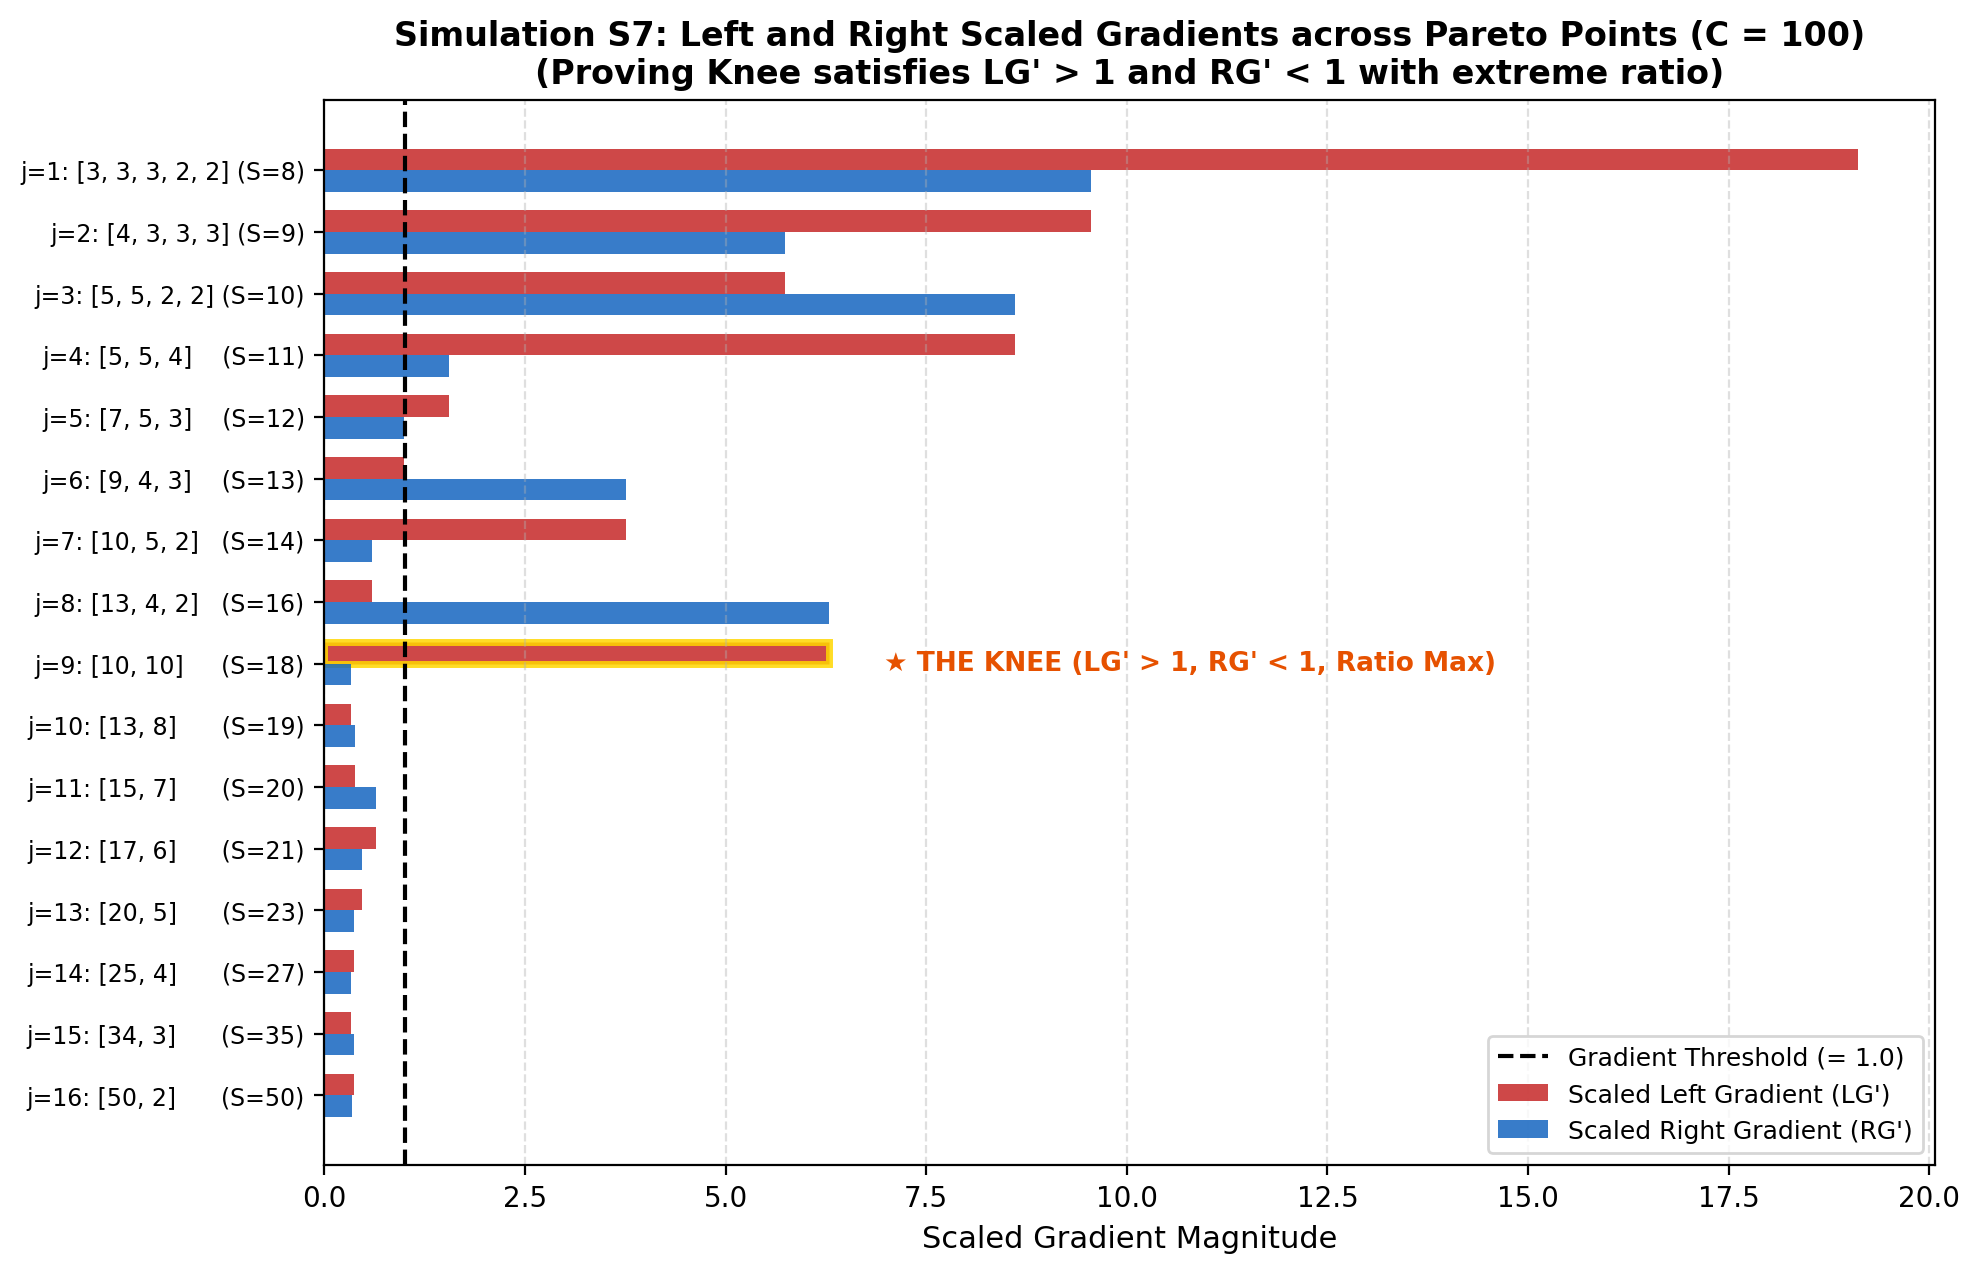 Simulation S7: Left and Right Scaled Gradients across Pareto Points (C = 100)
(Proving Knee satisfies LG' > 1 and RG' < 1 with extreme ratio)
j=1: [3, 3, 3, 2, 2] (S=8)
j=2: [4, 3, 3, 3] (S=9)
j=3: [5, 5, 2, 2] (S=10)
j=4: [5, 5, 4] (S=11)
j=5: [7, 5, 3] (S=12)
j=6: [9, 4, 3] (S=13)
j=7: [10, 5, 2] (S=14)
j=8: [13, 4, 2] (S=16)
j=9: [10, 10] (S=18)
★ THE KNEE (LG' > 1, RG' < 1, Ratio Max)
j=10: [13, 8] (S=19)
j=11: [15, 7] (S=20)
j=12: [17, 6] (S=21)
j=13: [20, 5] (S=23)
j=14: [25, 4] (S=27)
j=15: [34, 3] (S=35)
j=16: [50, 2] (S=50)
Gradient Threshold (= 1.0)
Scaled Left Gradient (LG')
Scaled Right Gradient (RG')
0.0 2.5 5.0 7.5 10.0 12.5 15.0 17.5 20.0
Scaled Gradient Magnitude